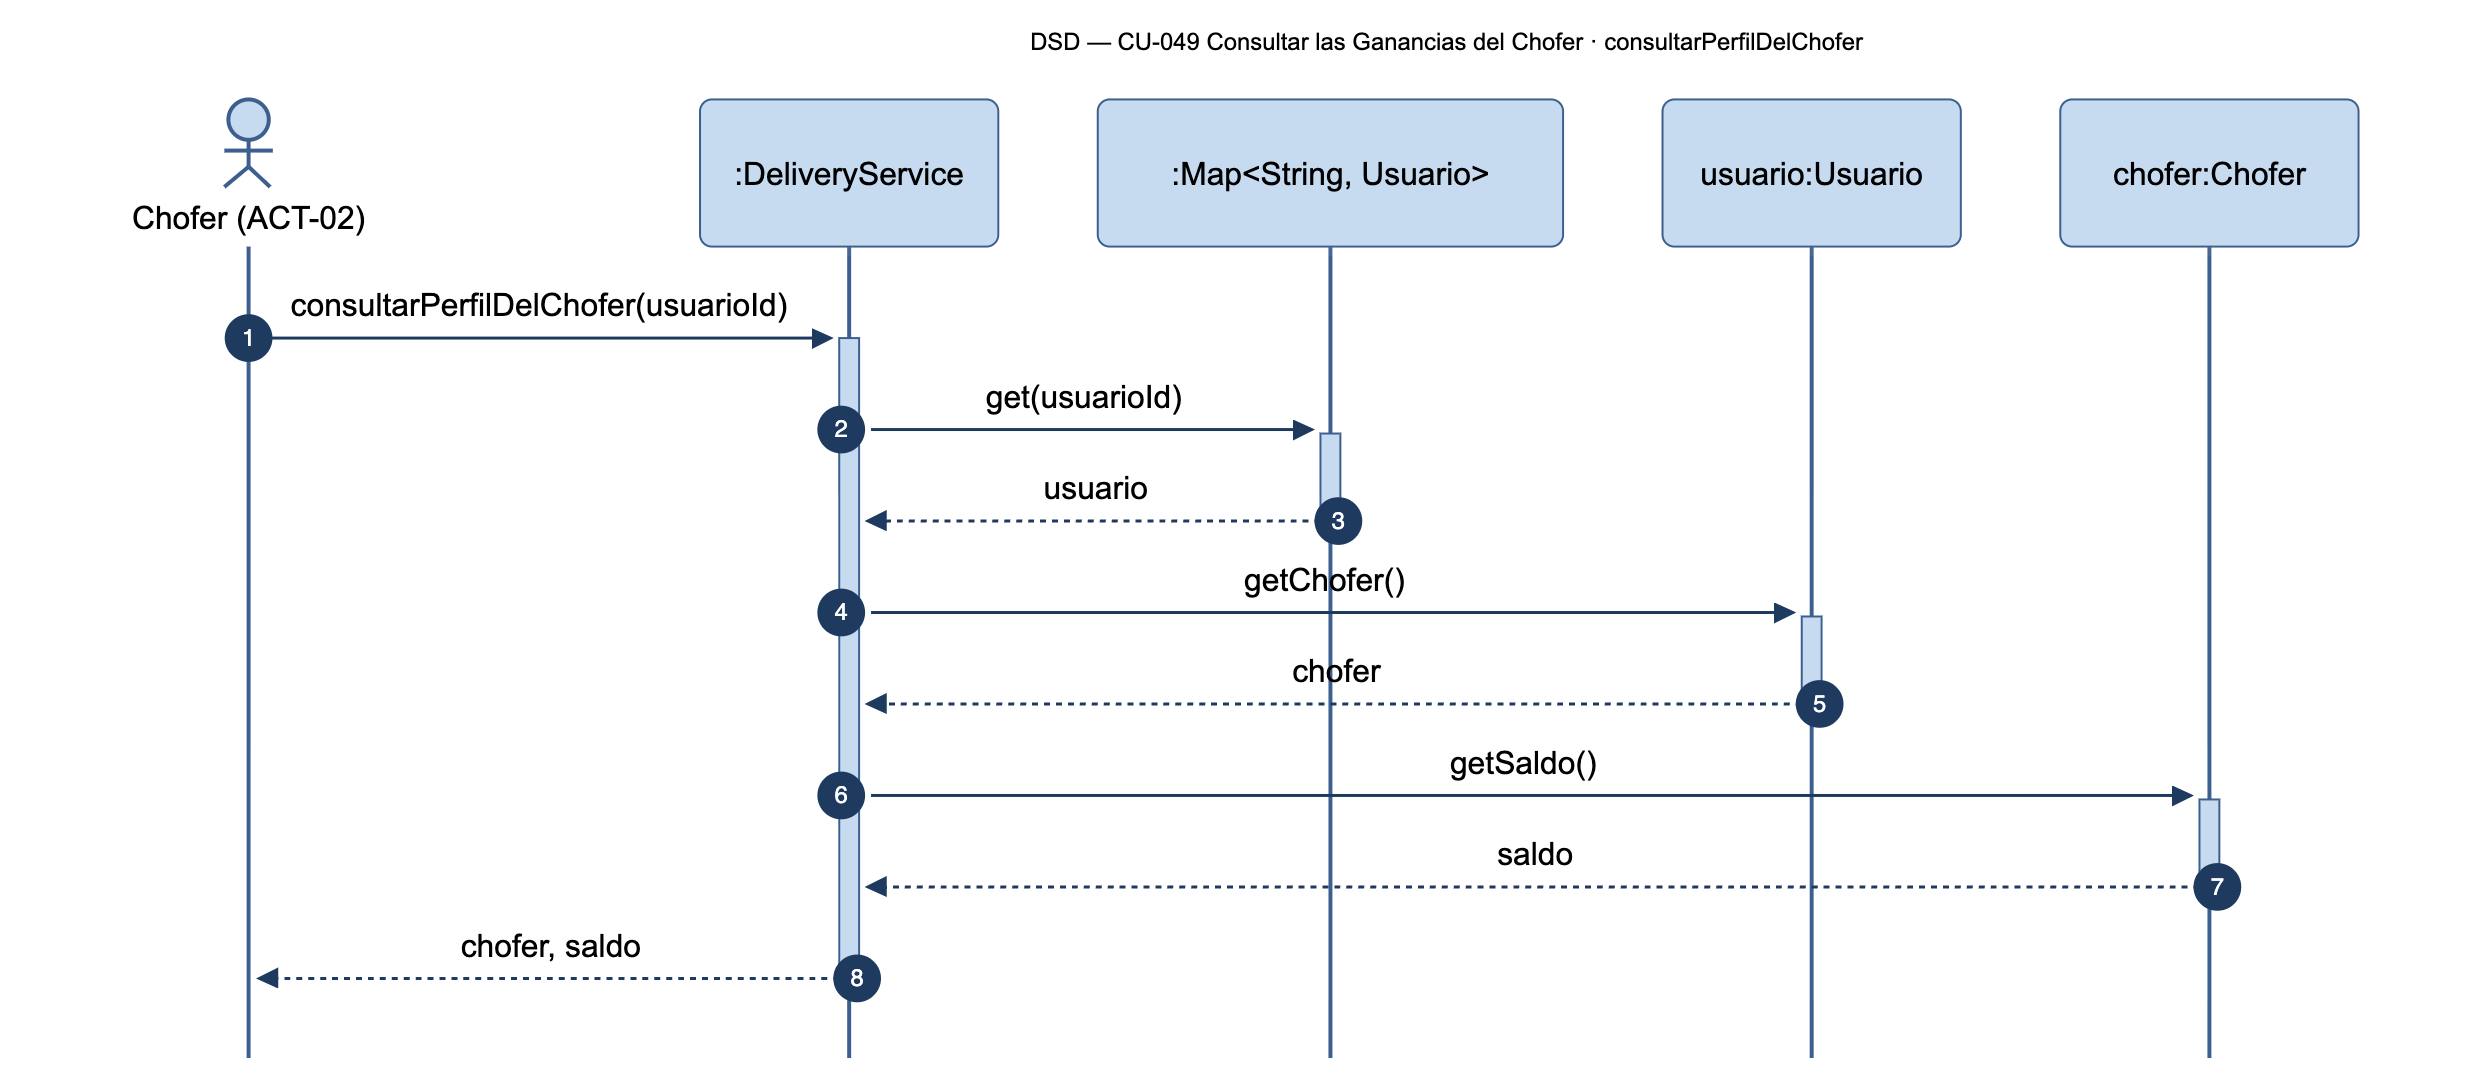 DSD — CU-049 Consultar las Ganancias del Chofer · consultarPerfilDelChofer
Chofer (ACT-02)
:DeliveryService
:Map<String, Usuario>
usuario:Usuario
chofer:Chofer
consultarPerfilDelChofer(usuarioId)
1
get(usuarioId)
2
usuario
3
getChofer()
4
chofer
5
getSaldo()
6
saldo
7
chofer, saldo
8